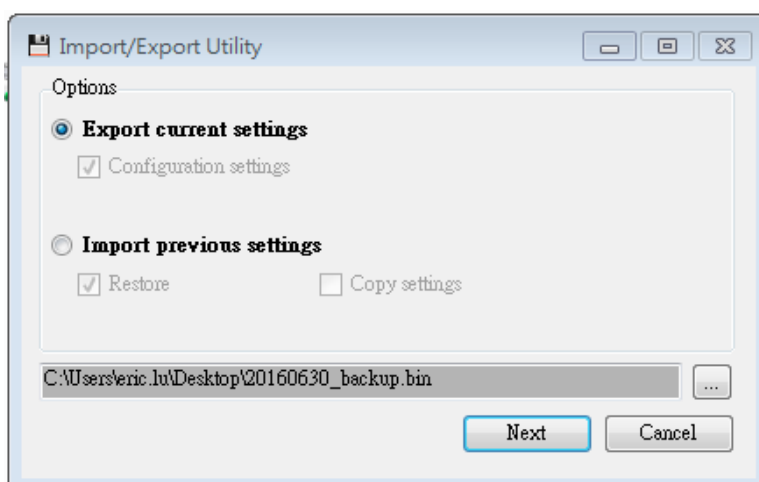 Import/Export Utility
Options
Export current settings
Configuration settings
Import previous settings
Restore Copy settings
C:\Users\eric.lu\Desktop\20160630_backup.bin
...
Next Cancel